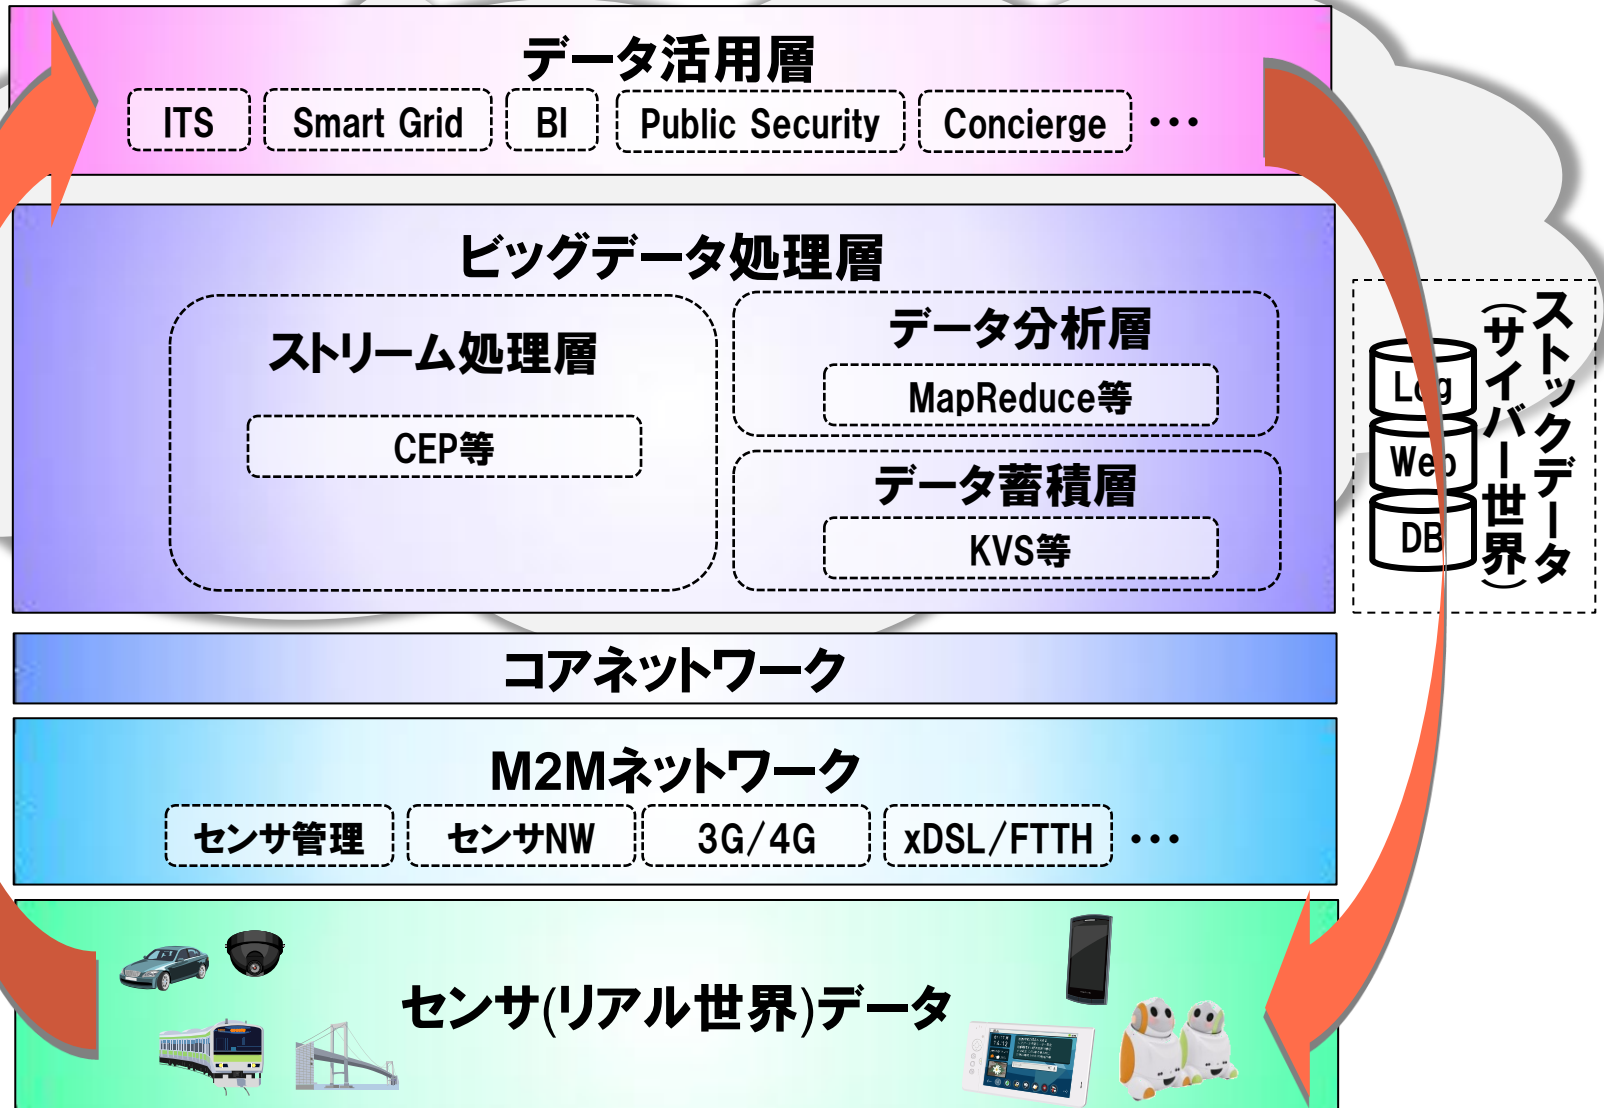 データ活用層
ITS
Smart Grid
BI
Public Security
Concierge
・・・
ビッグデータ処理層
ストリーム処理層
CEP等
データ分析層
MapReduce等
データ蓄積層
KVS等
ストックデータ
(サイバー世界)
Log
Web
DB
コアネットワーク
M2Mネットワーク
センサ管理
センサNW
3G/4G
xDSL/FTTH
・・・
センサ(リアル世界)データ